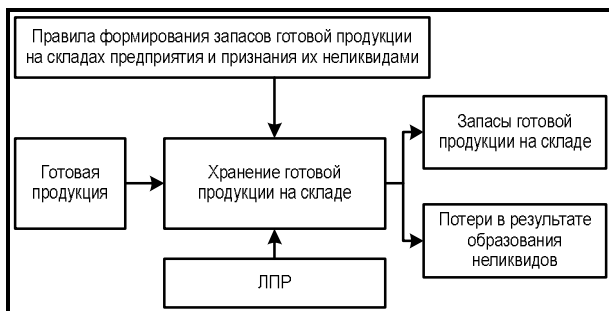 Правила формирования запасов готовой продукции
на складах предприятия и признания их неликвидами
Готовая
продукция
Хранение готовой
продукции на складе
Запасы готовой
продукции на складе
Потери в результате
образования
неликвидов
ЛПР